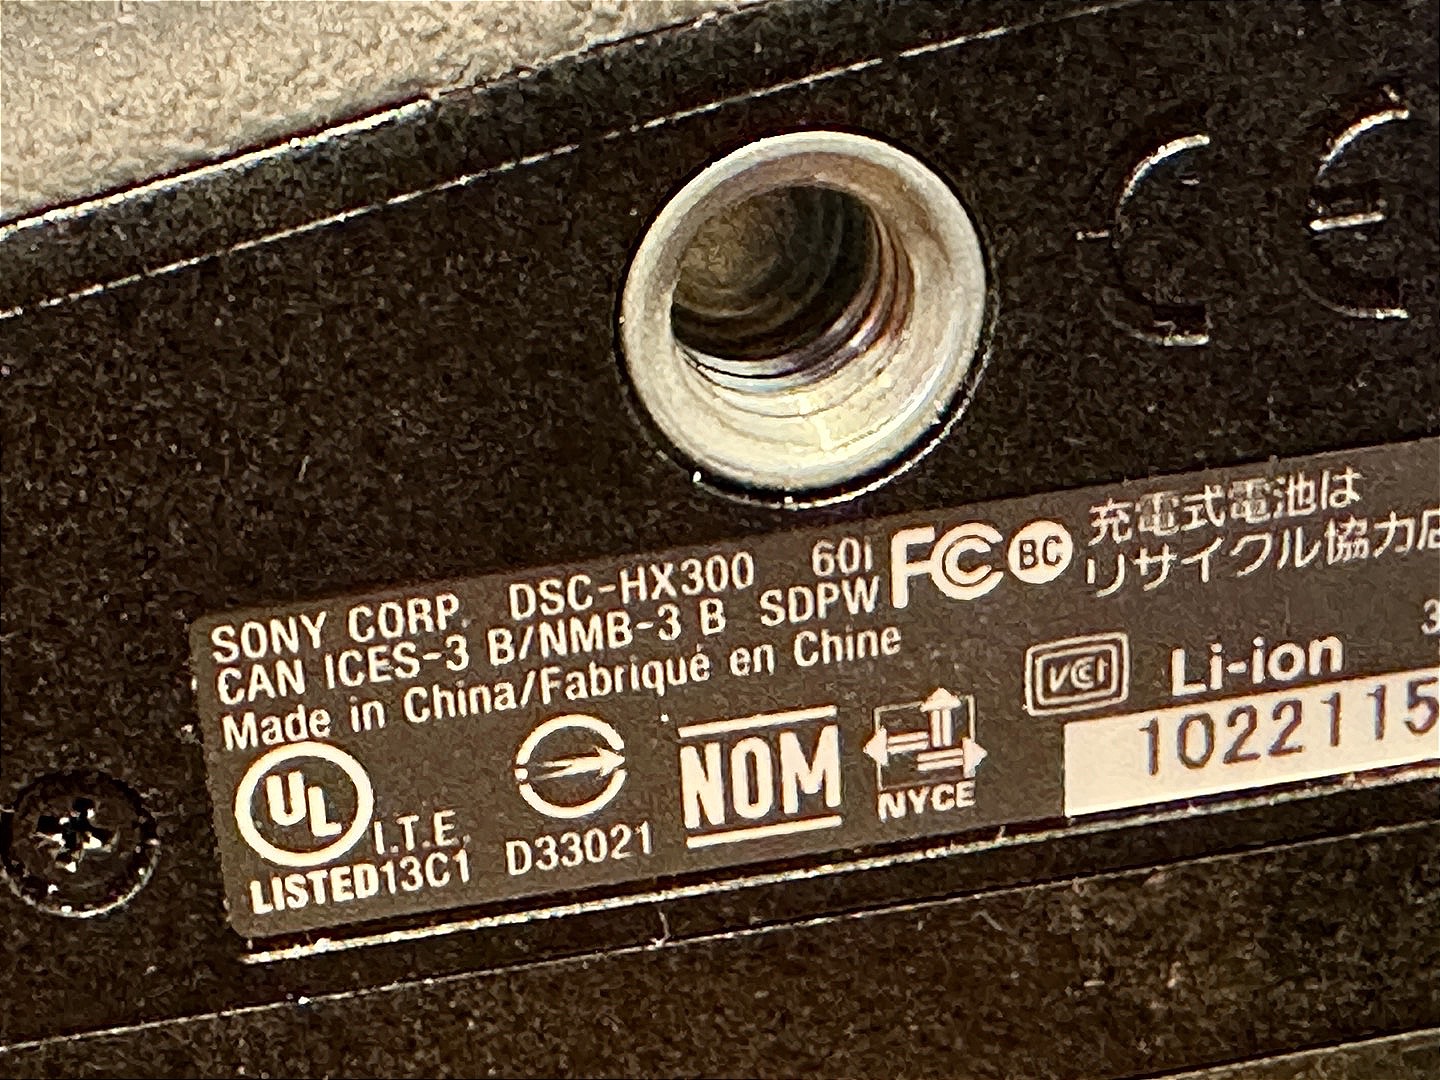 CE
SONY CORP. DSC-HX300 60i
CAN ICES-3 B/NMB-3 B SDPW
Made in China/Fabriqué en Chine
FC BC
充電式電池は
リサイクル協力店
UL I.T.E.
LISTED13C1
D33021
NOM
NYCE
VCI
Li-ion
3
1022115